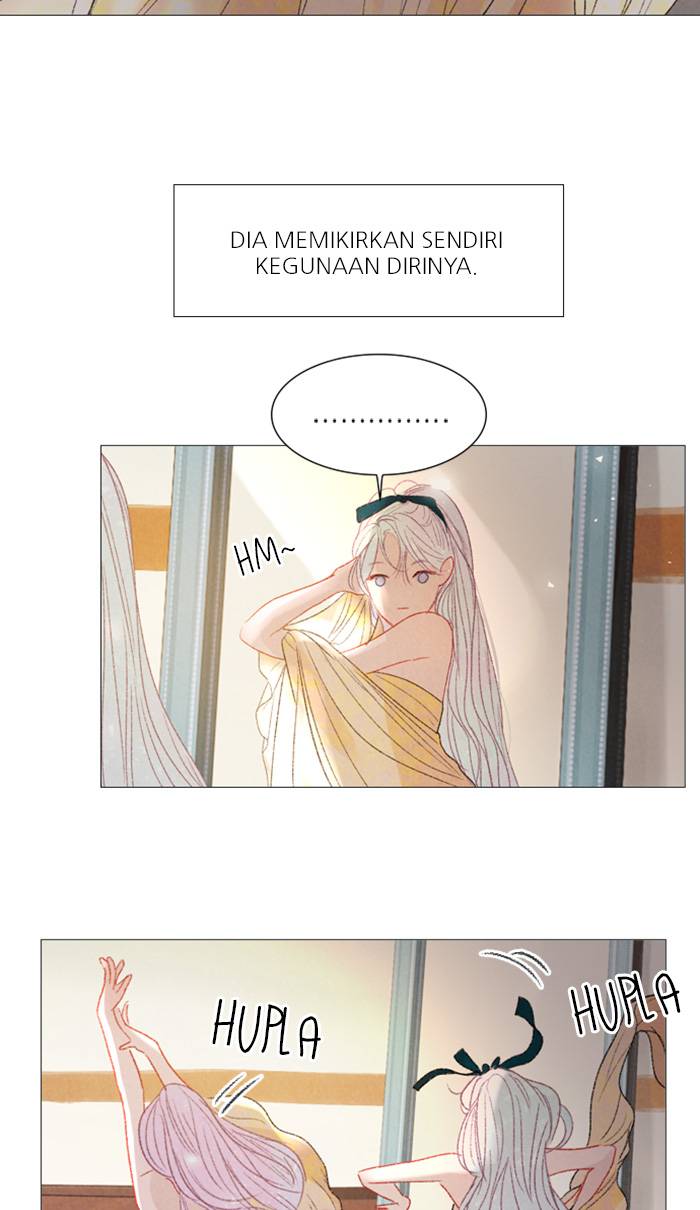 DIA MEMIKIRKAN SENDIRI
KEGUNAAN DIRINYA.
...............
HM~
HUPLA
HUPLA